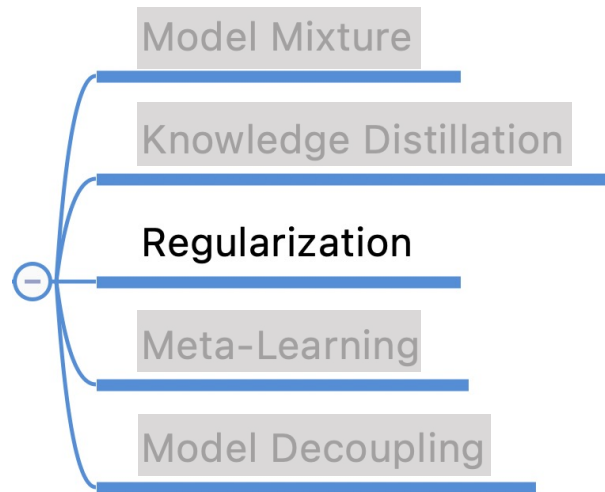 Model Mixture
Knowledge Distillation
Regularization
Meta-Learning
Model Decoupling